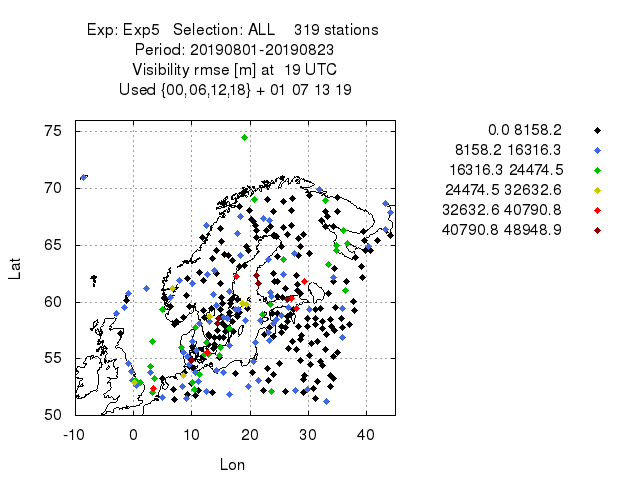 Exp: Exp5   Selection: ALL    319 stations
Period: 20190801-20190823
Visibility rmse [m] at  19 UTC
Used {00,06,12,18} + 01 07 13 19
0.0 8158.2
8158.2 16316.3
16316.3 24474.5
24474.5 32632.6
32632.6 40790.8
40790.8 48948.9
75
70
65
60
55
50
Lat
-10 0 10 20 30 40
Lon